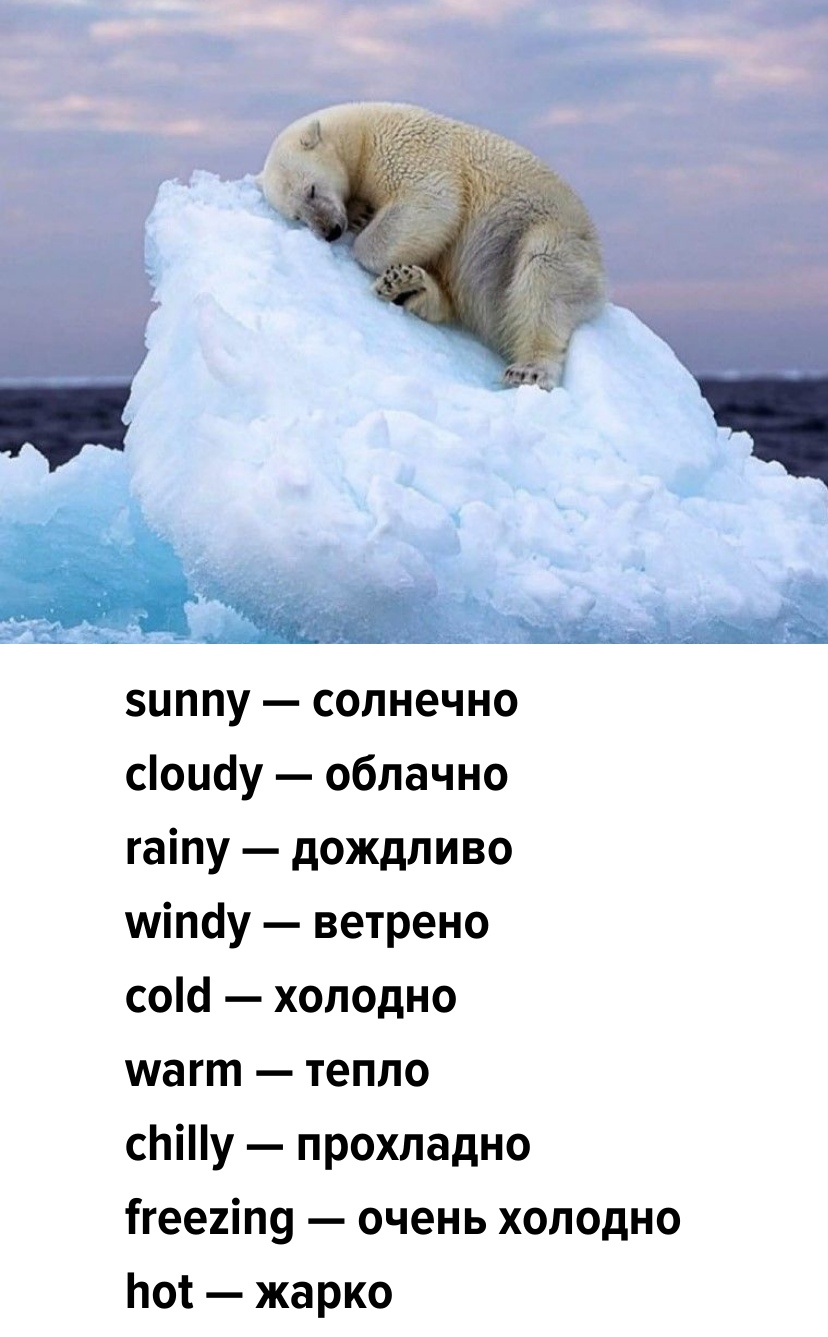 sunny — солнечно
cloudy — облачно
rainy — дождливо
windy — ветрено
cold — холодно
warm — тепло
chilly — прохладно
freezing — очень холодно
hot — жарко